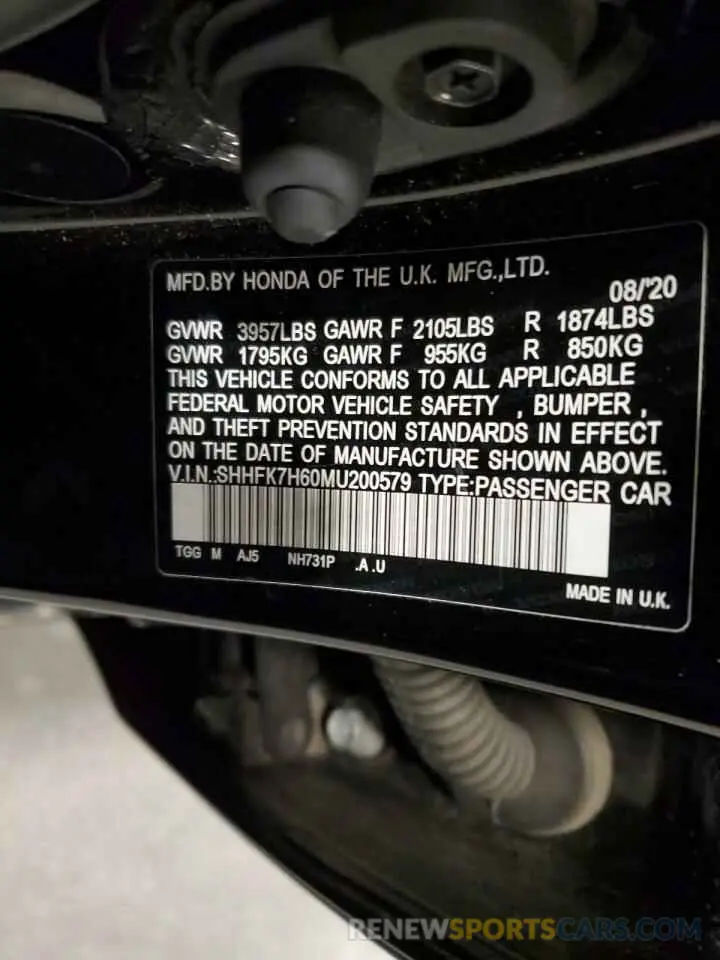 MFD.BY HONDA OF THE U.K. MFG.,LTD.
08/'20
GVWR 3957LBS GAWR F 2105LBS R 1874LBS
GVWR 1795KG GAWR F 955KG R 850KG
THIS VEHICLE CONFORMS TO ALL APPLICABLE
FEDERAL MOTOR VEHICLE SAFETY , BUMPER ,
AND THEFT PREVENTION STANDARDS IN EFFECT
ON THE DATE OF MANUFACTURE SHOWN ABOVE.
V.I.N.:SHHFK7H60MU200579 TYPE:PASSENGER CAR
TGG M AJ5 NH731P .A .U
MADE IN U.K.
RENEWSPORTSCARS.COM